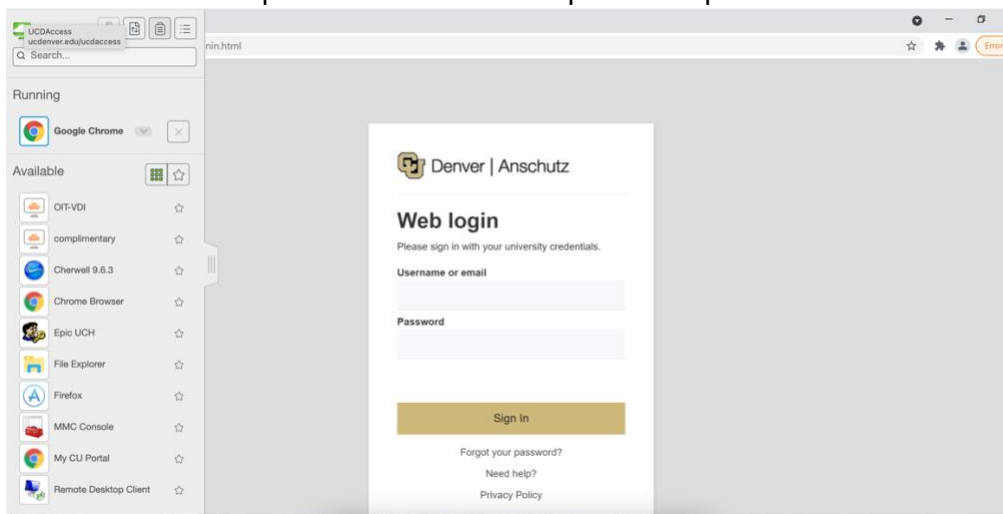 UCDAccess
ucdenver.edu/ucdaccess
Search...
nin.html
Error
Running
Google Chrome
Available
OIT-VDI
complimentary
Cherwell 9.6.3
Chrome Browser
Epic UCH
File Explorer
Firefox
MMC Console
My CU Portal
Remote Desktop Client
CU Denver | Anschutz
Web login
Please sign in with your university credentials.
Username or email
Password
Sign In
Forgot your password?
Need help?
Privacy Policy